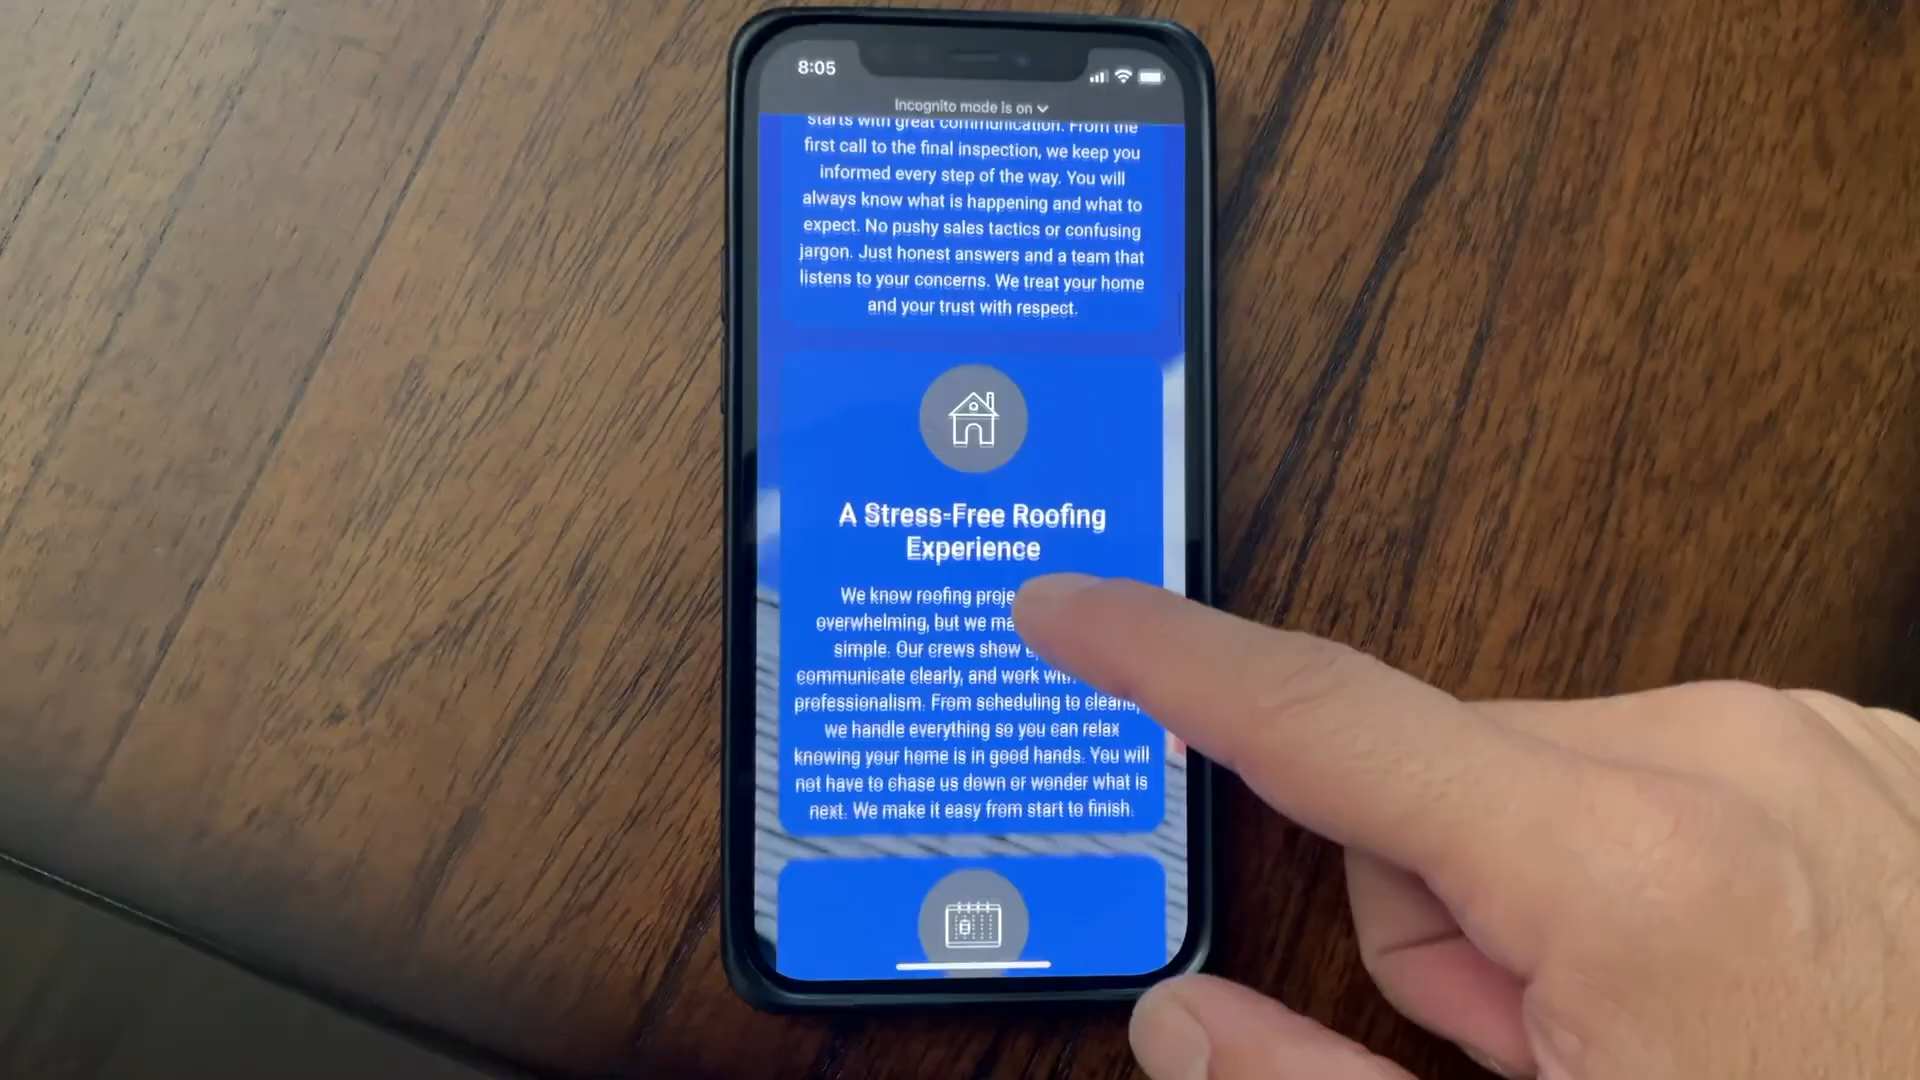 8:05
Incognito mode is on
starts with great communication. From the
first call to the final inspection, we keep you
informed every step of the way. You will
always know what is happening and what to
expect. No pushy sales tactics or confusing
jargon. Just honest answers and a team that
listens to your concerns. We treat your home
and your trust with respect.
A Stress-Free Roofing
Experience
We know roofing
overwhelming, but we
simple. Our crews show
communicate clearly, and work
professionalism. From scheduling to
we handle everything so you can relax
knowing your home is in good hands. You will
not have to chase us down or wonder what is
next. We make it easy from start to finish.